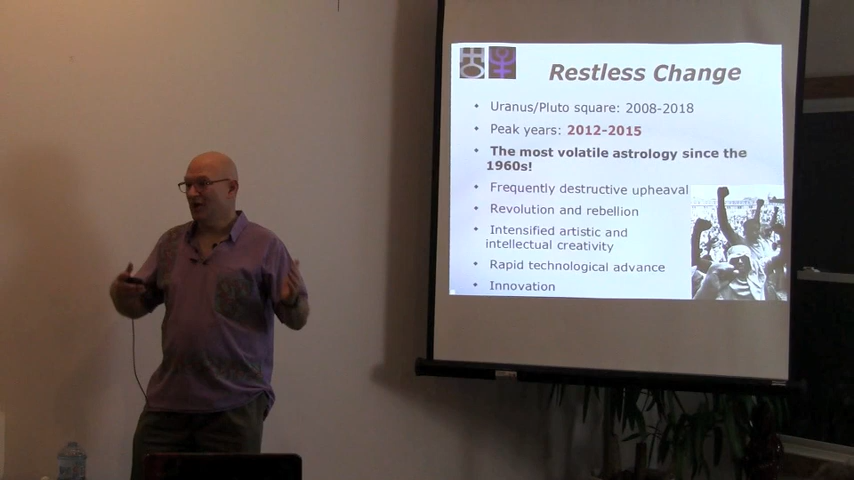 Restless Change
• Uranus/Pluto square: 2008-2018
• Peak years: 2012-2015
• The most volatile astrology since the
1960s!
• Frequently destructive upheaval
• Revolution and rebellion
• Intensified artistic and
intellectual creativity
• Rapid technological advance
• Innovation